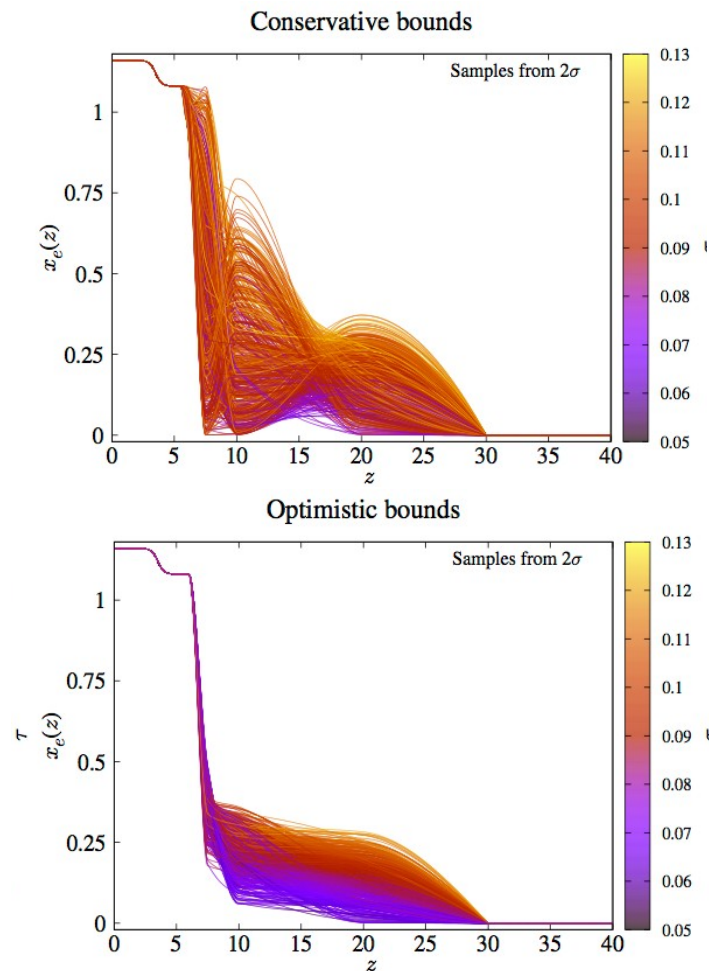 Conservative bounds
Samples from 2σ
x_e(z)
1
0.75
0.5
0.25
0
0 5 10 15 20 25 30 35 40
z
0.13
0.12
0.11
0.1
0.09
0.08
0.07
0.06
0.05
Optimistic bounds
Samples from 2σ
τ
x_e(z)
1
0.75
0.5
0.25
0
0 5 10 15 20 25 30 35 40
z
0.13
0.12
0.11
0.1
0.09
0.08
0.07
0.06
0.05